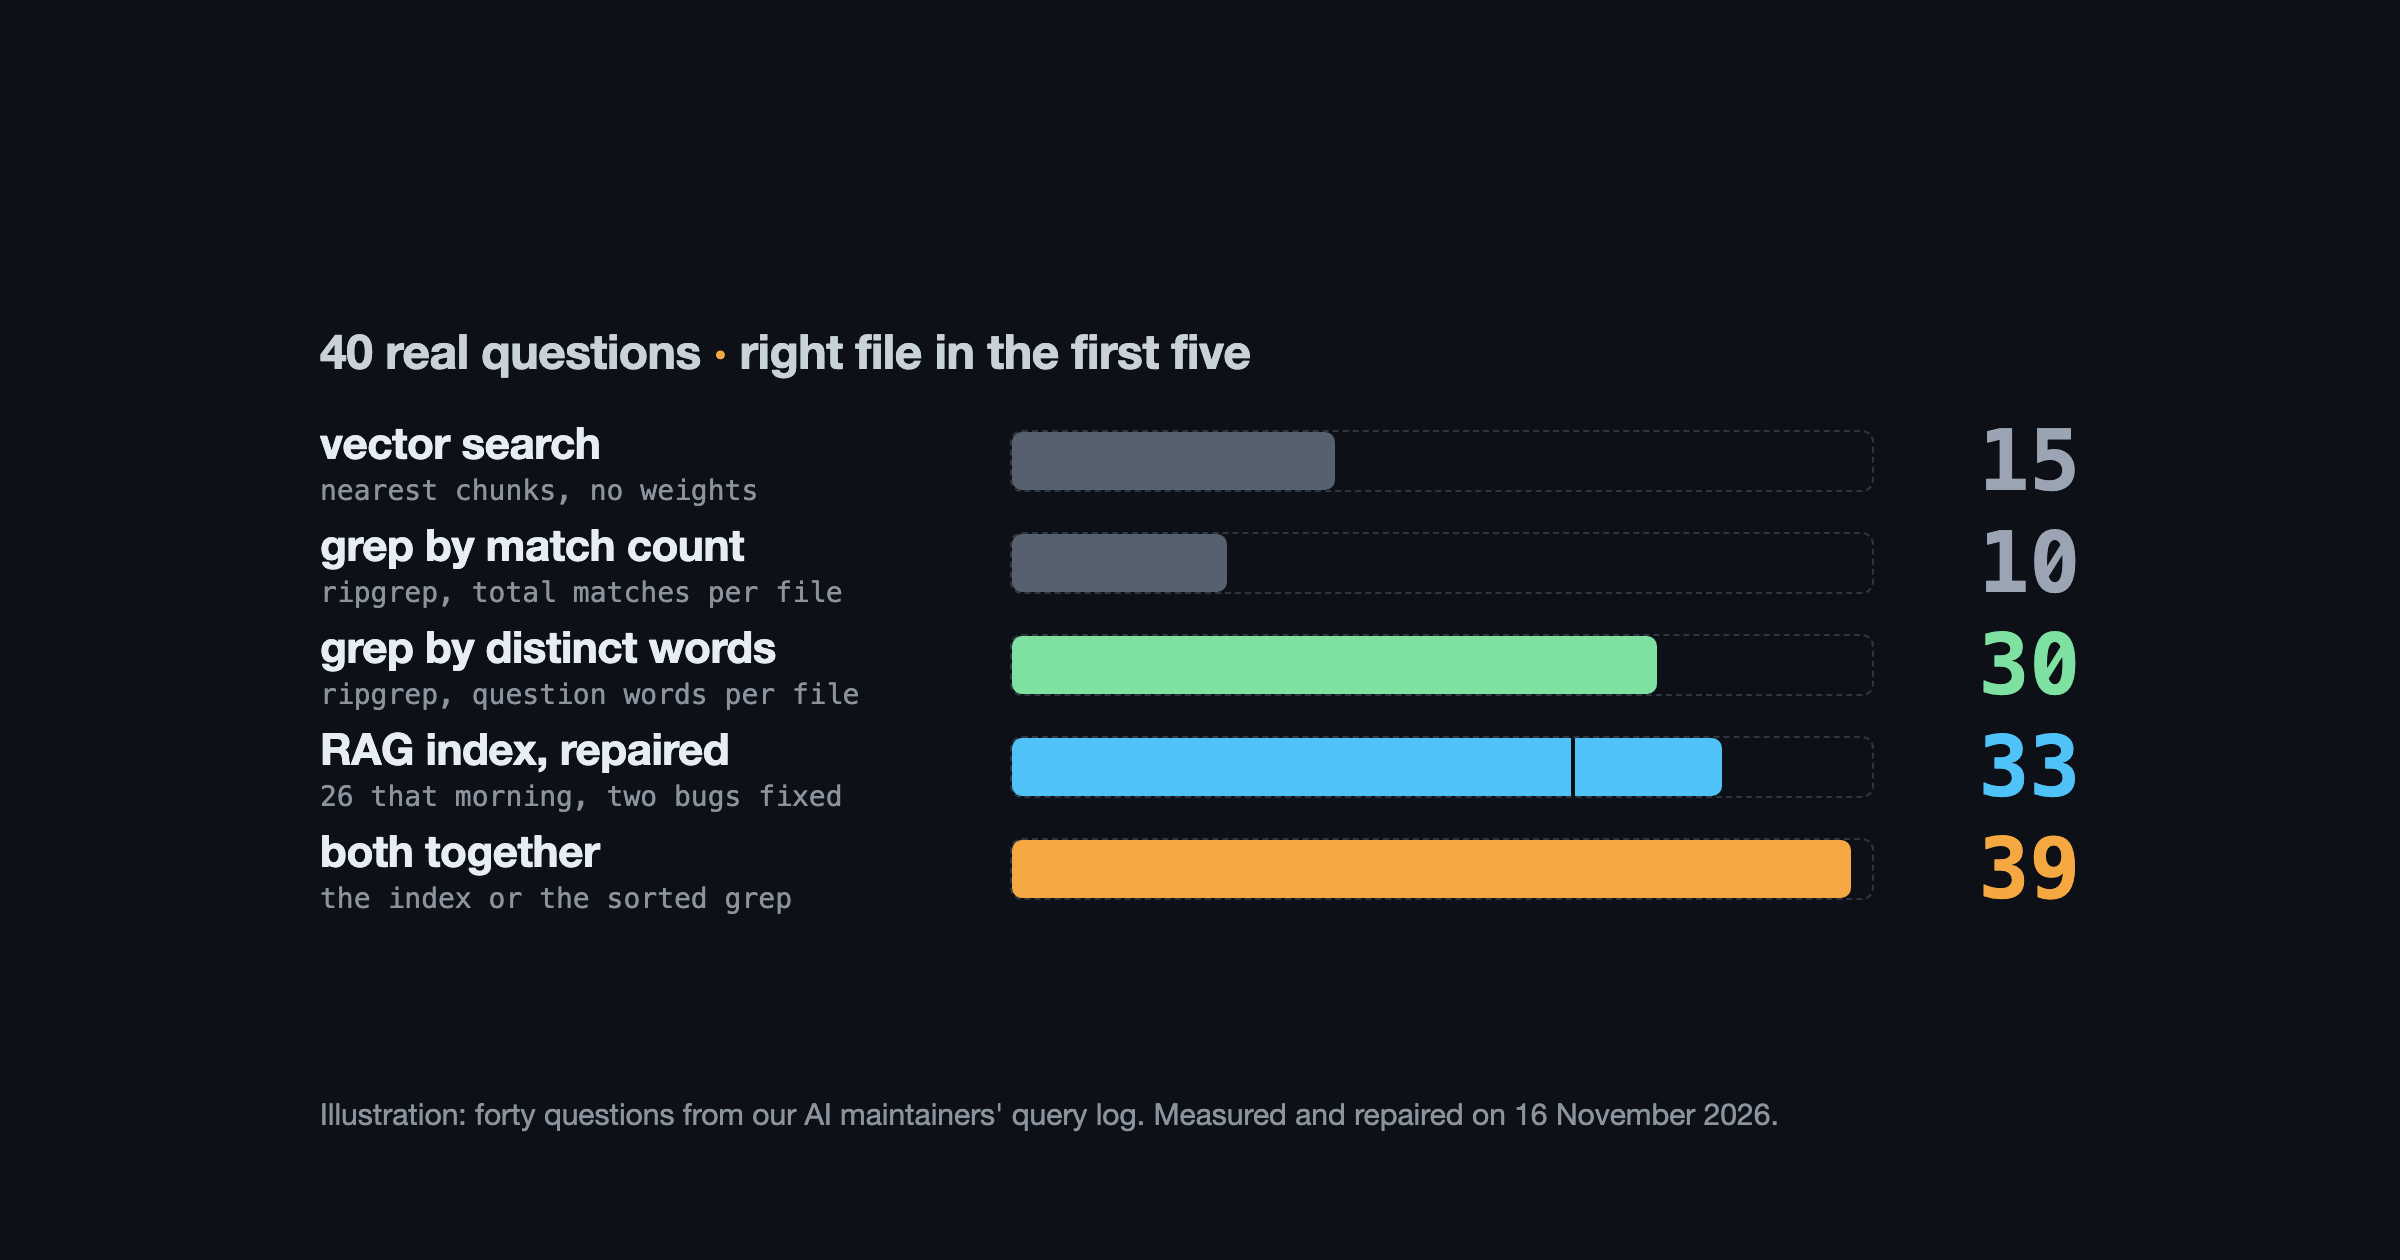 40 real questions · right file in the first five
vector search
nearest chunks, no weights
15
grep by match count
ripgrep, total matches per file
10
grep by distinct words
ripgrep, question words per file
30
RAG index, repaired
26 that morning, two bugs fixed
33
both together
the index or the sorted grep
39
Illustration: forty questions from our AI maintainers' query log. Measured and repaired on 16 November 2026.